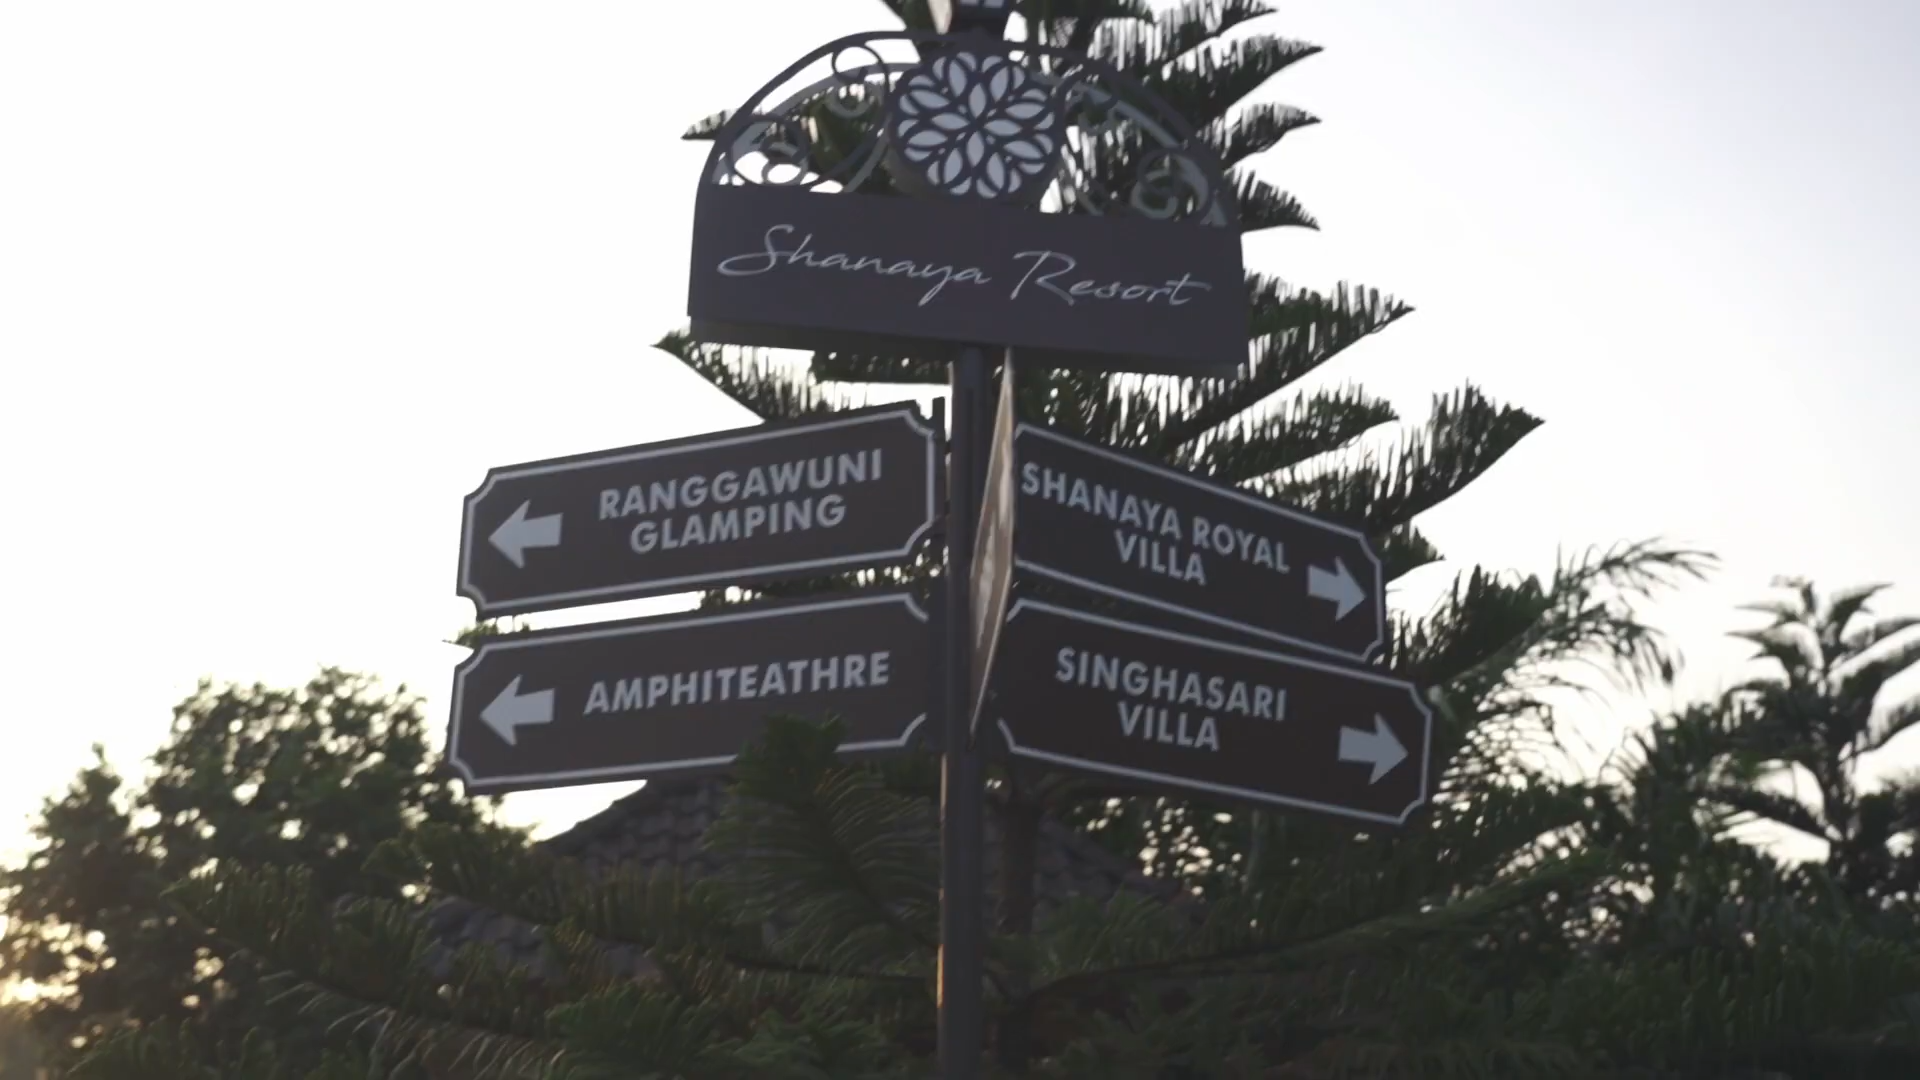 Shanaya Resort
RANGGAWUNI
GLAMPING
SHANAYA ROYAL
VILLA
AMPHITEATHRE
SINGHASARI
VILLA